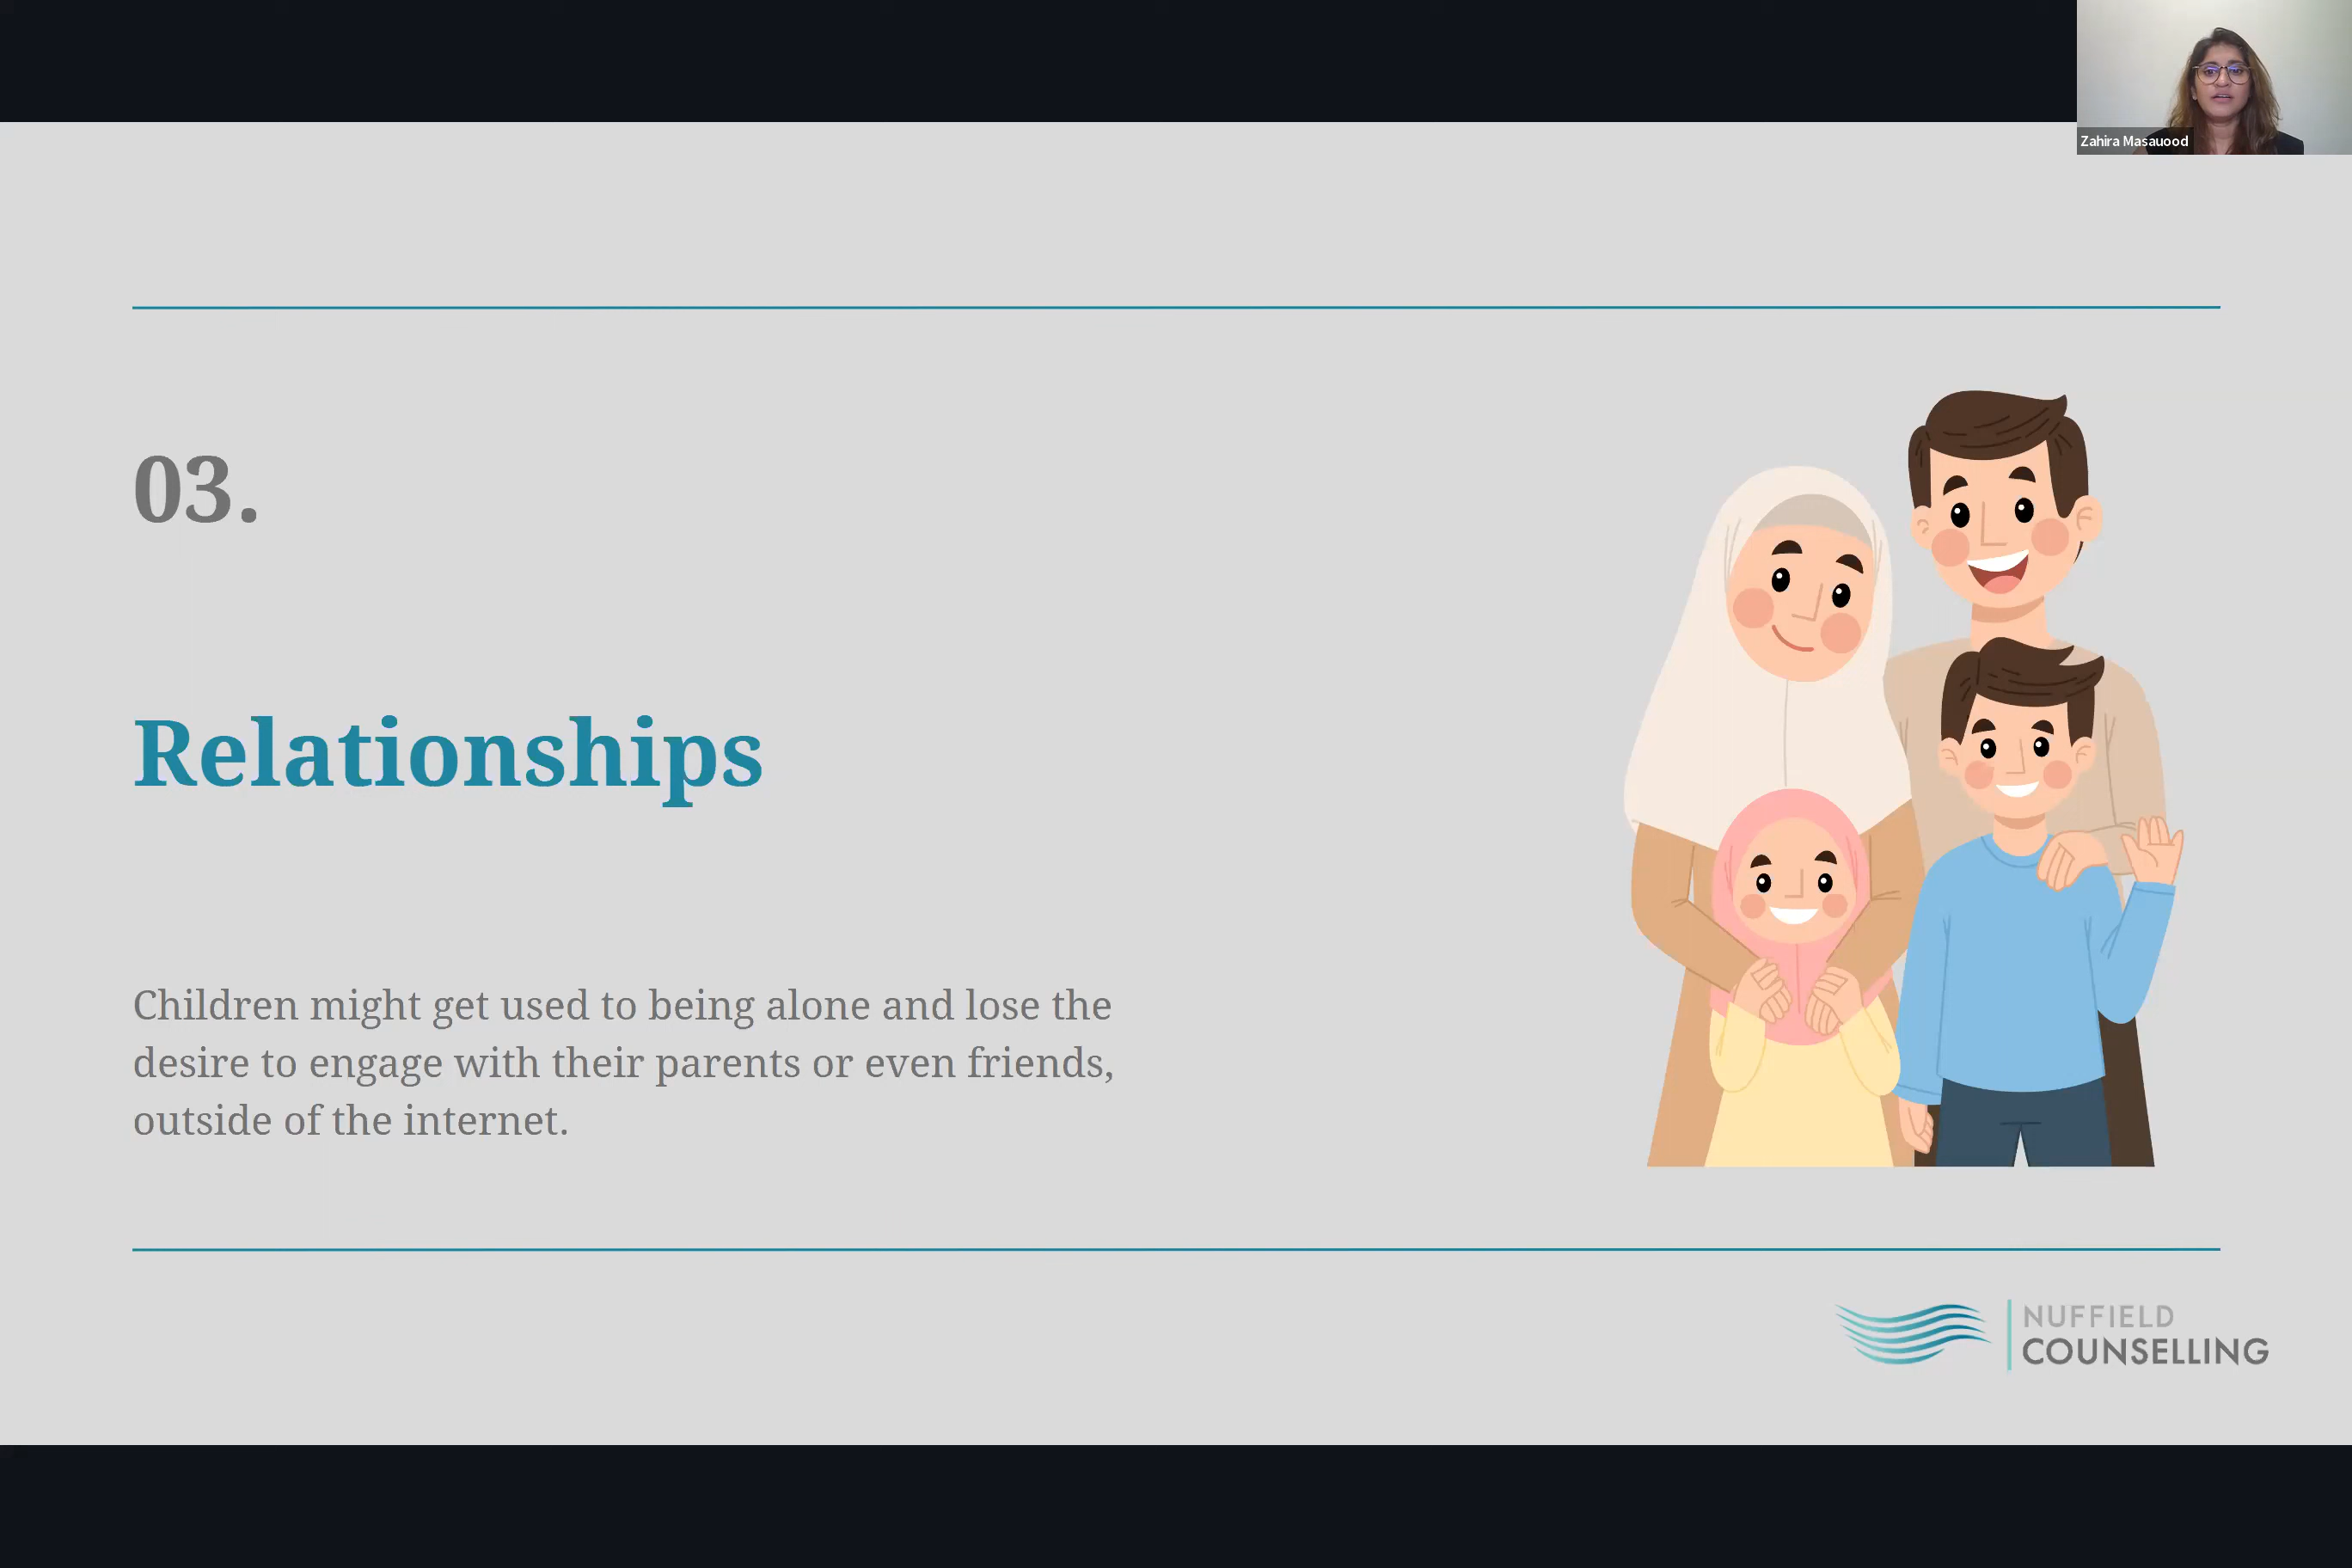 Zahira Masauood
03.
Relationships
Children might get used to being alone and lose the
desire to engage with their parents or even friends,
outside of the internet.
NUFFIELD
COUNSELLING